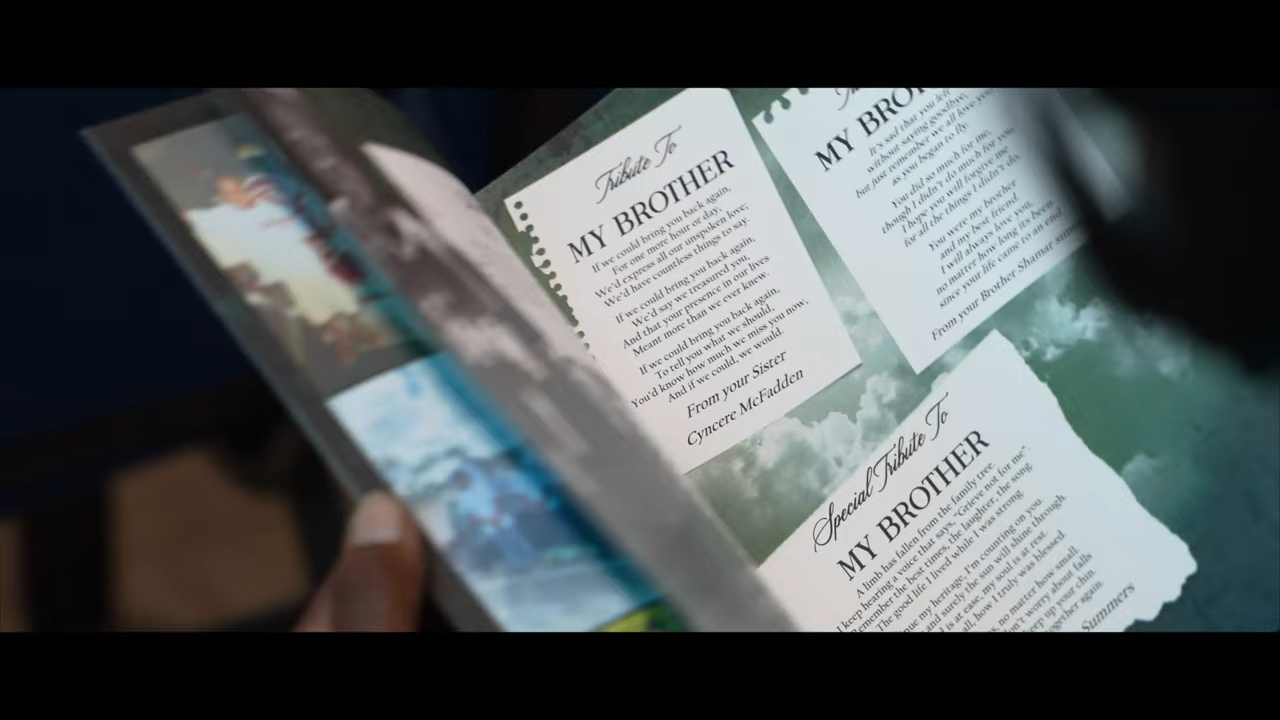 Tribute To
MY BROTHER
If we could bring you back again,
For one more hour or day,
We'd express all our unspoken love;
We'd have countless things to say.
If we could bring you back again,
We'd say we treasured you,
And that your presence in our lives
Meant more than we ever knew.
If we could bring you back again,
To tell you what we should,
You'd know how much we miss you now,
And if we could, we would.
From your Sister
Cyncere McFadden
MY BRO
It's sad that you left
without saying goodbye,
but just remember we all love you
as you began to fly.
You did so much for me,
though I didn't do much for you
I hope you will forgive me
for all the things I didn't do.
You were my brother
and my best friend
I will always love you,
no matter how long it's been
since your life came to an end
From your Brother Shamar
Special Tribute To
MY BROTHER
A limb has fallen from the family tree.
I keep hearing a voice that says, "Grieve not for me"
Remember the best times, the laughter, the song
The good life I lived while I was strong
my heritage, I'm counting on you.
and surely the sun will shine through.
is at ease, my soul is at rest.
all, how I truly was blessed
no matter how small
don't worry about falls
keep up your chin.
together again.
Summers